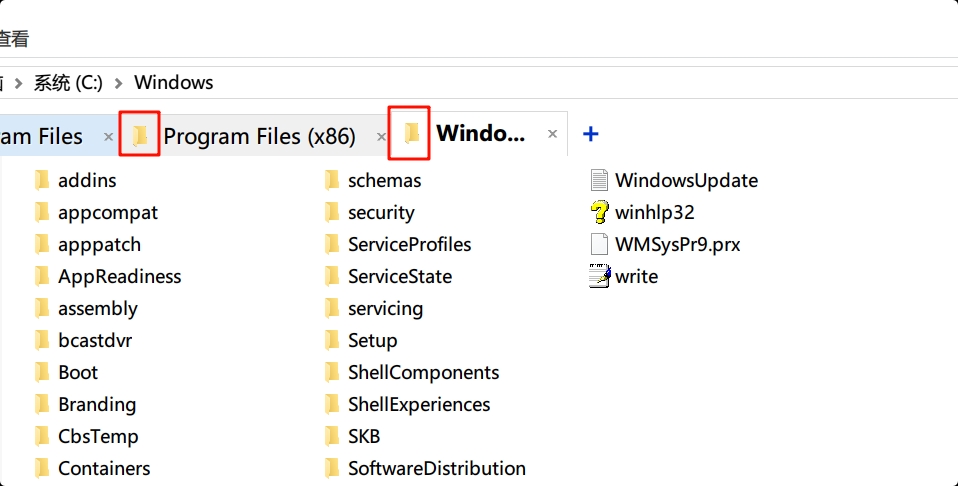 查看
系统 (C:) > Windows
am Files × Program Files (x86) × Windo... × +
addins schemas WindowsUpdate
appcompat security winhlp32
apppatch ServiceProfiles WMSysPr9.prx
AppReadiness ServiceState write
assembly servicing
bcastdvr Setup
Boot ShellComponents
Branding ShellExperiences
CbsTemp SKB
Containers SoftwareDistribution